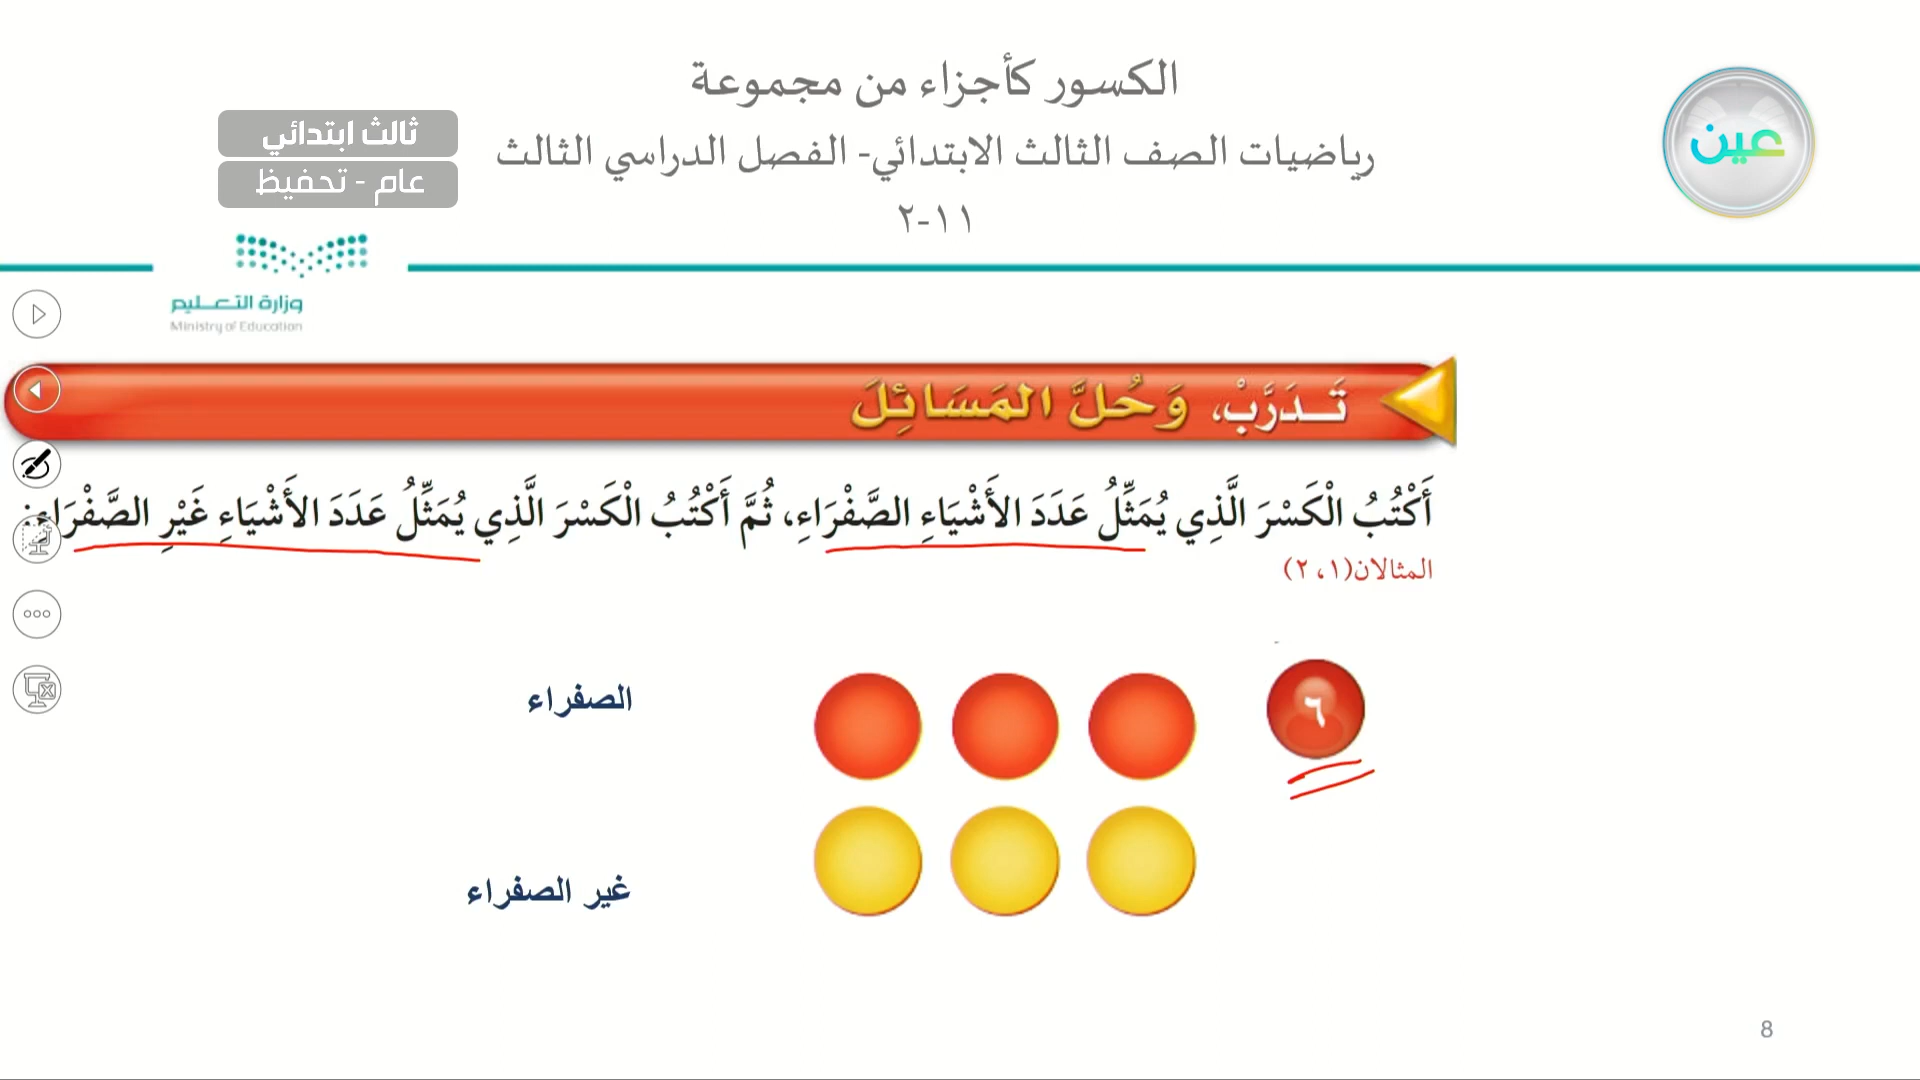 الكسور كأجزاء من مجموعة
رياضيات الصف الثالث الابتدائي- الفصل الدراسي الثالث
١١-٢
ثالث ابتدائي
عام - تحفيظ
عين
وزارة التعليم
Ministry of Education
تَدَرَّبْ، وَحُلَّ المَسَائِلَ
أَكْتُبُ الْكَسْرَ الَّذِي يُمَثِّلُ عَدَدَ الأَشْيَاءِ الصَّفْرَاءِ، ثُمَّ أَكْتُبُ الْكَسْرَ الَّذِي يُمَثِّلُ عَدَدَ الأَشْيَاءِ غَيْرِ الصَّفْرَاءِ:
المثالان(١، ٢)
٦
الصفراء
غير الصفراء
8